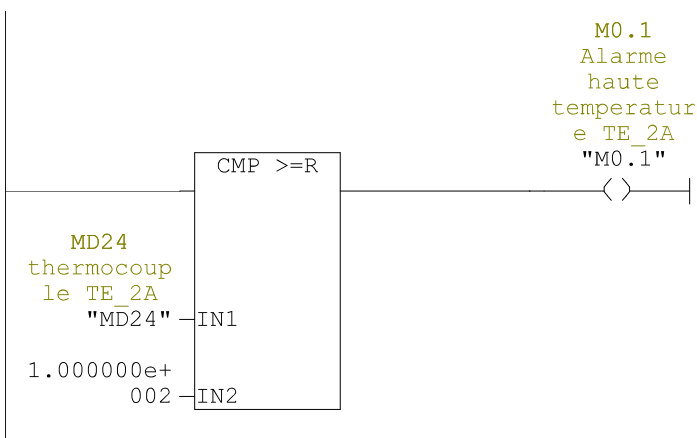 M0.1
Alarme
haute
temperatur
e TE_2A
"M0.1"
CMP >=R
MD24
thermocoup
le TE_2A
"MD24"
IN1
1.000000e+
002
IN2